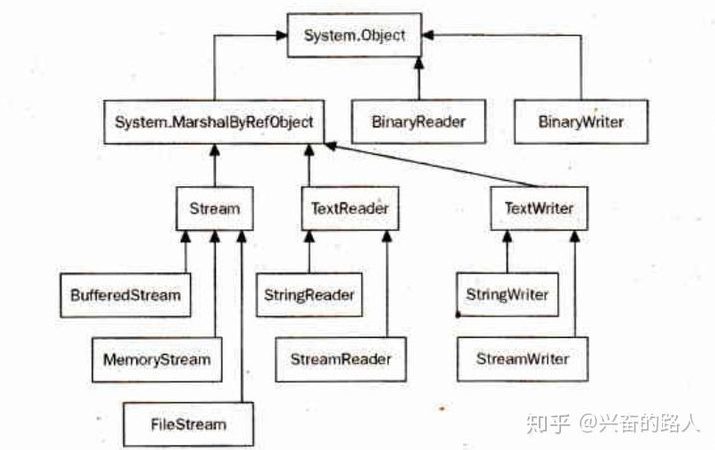 System.Object
System.MarshalByRefObject
BinaryReader
BinaryWriter
Stream
TextReader
TextWriter
BufferedStream
StringReader
StringWriter
MemoryStream
StreamReader
StreamWriter
FileStream
知乎 @兴奋的路人